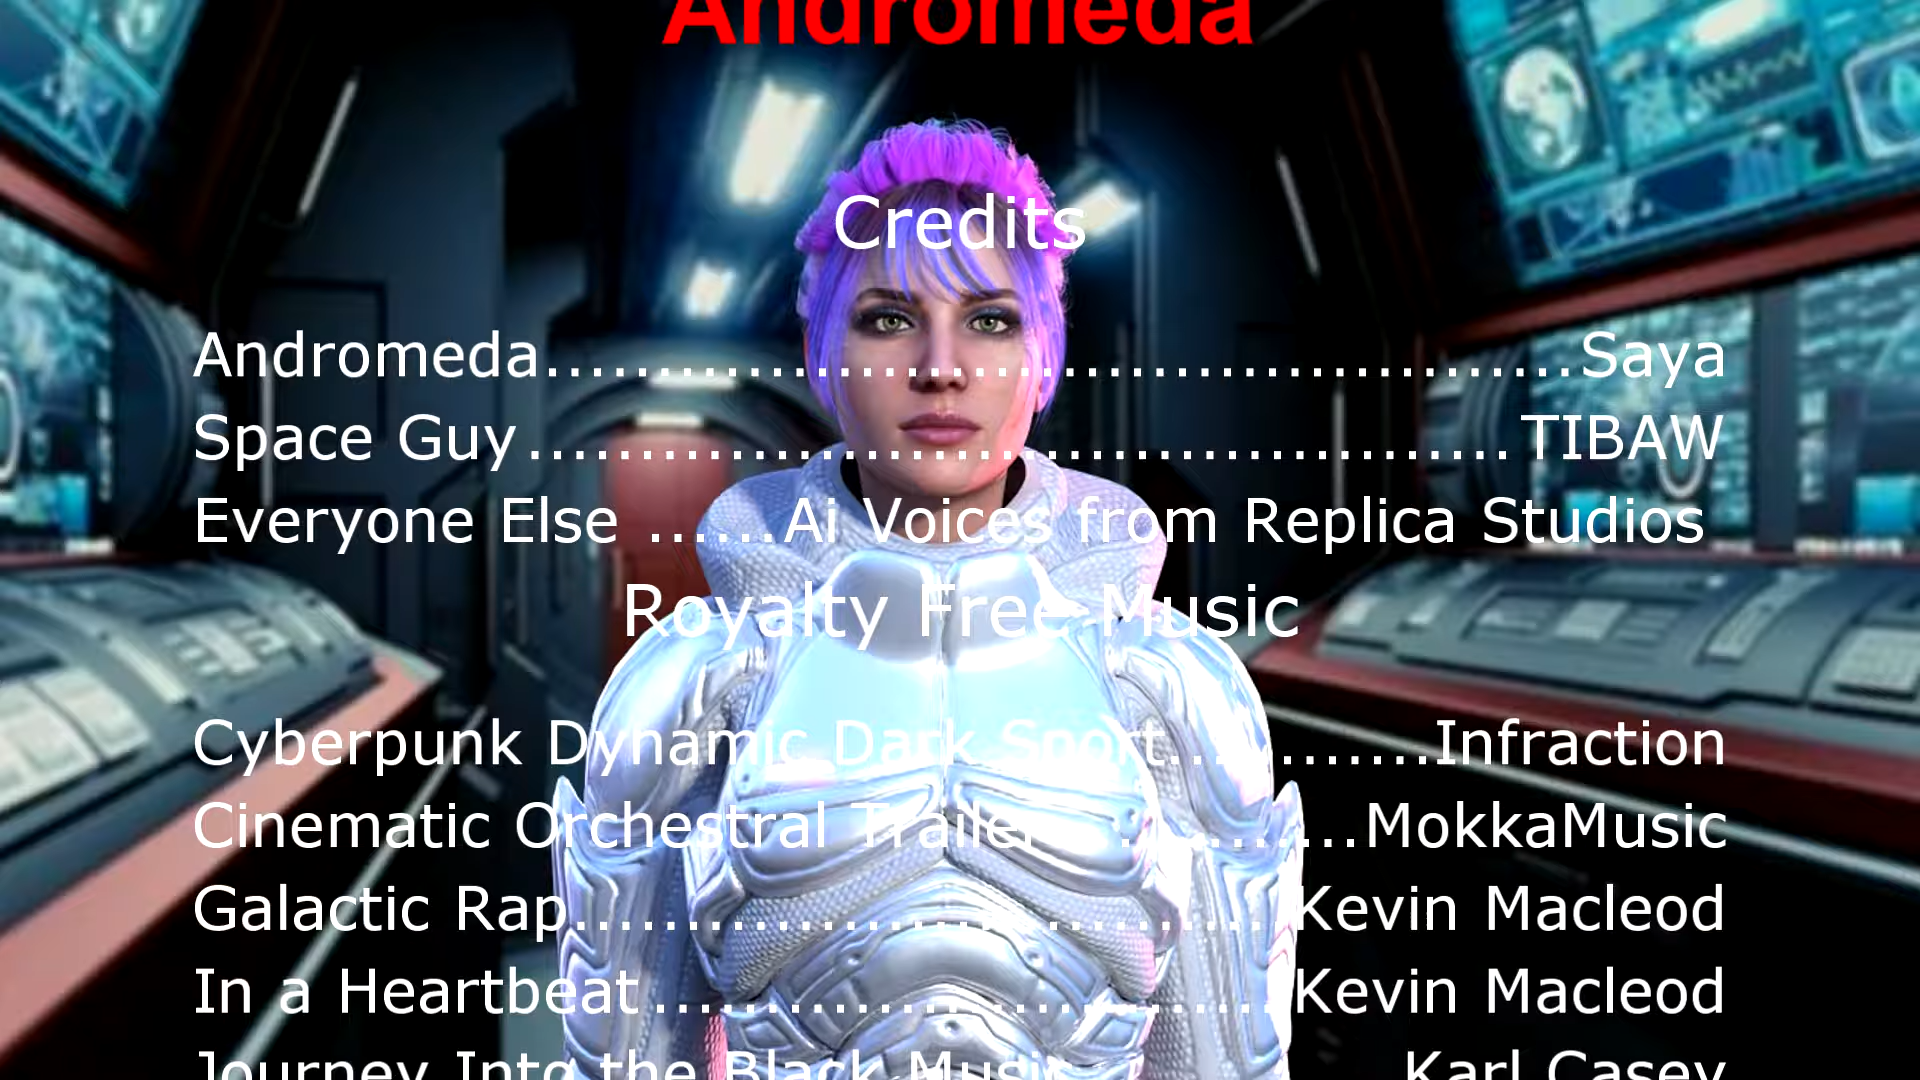 Andromeda
Credits
Andromeda...................................................Saya
Space Guy.................................................TIBAW
Everyone Else ......Ai Voices from Replica Studios
Royalty Free Music
Cyberpunk Dynamic Dark Sport.............Infraction
Cinematic Orchestral Trailer...............MokkaMusic
Galactic Rap...................................Kevin Macleod
In a Heartbeat...............................Kevin Macleod
Journey Into the Black Music Karl Casey